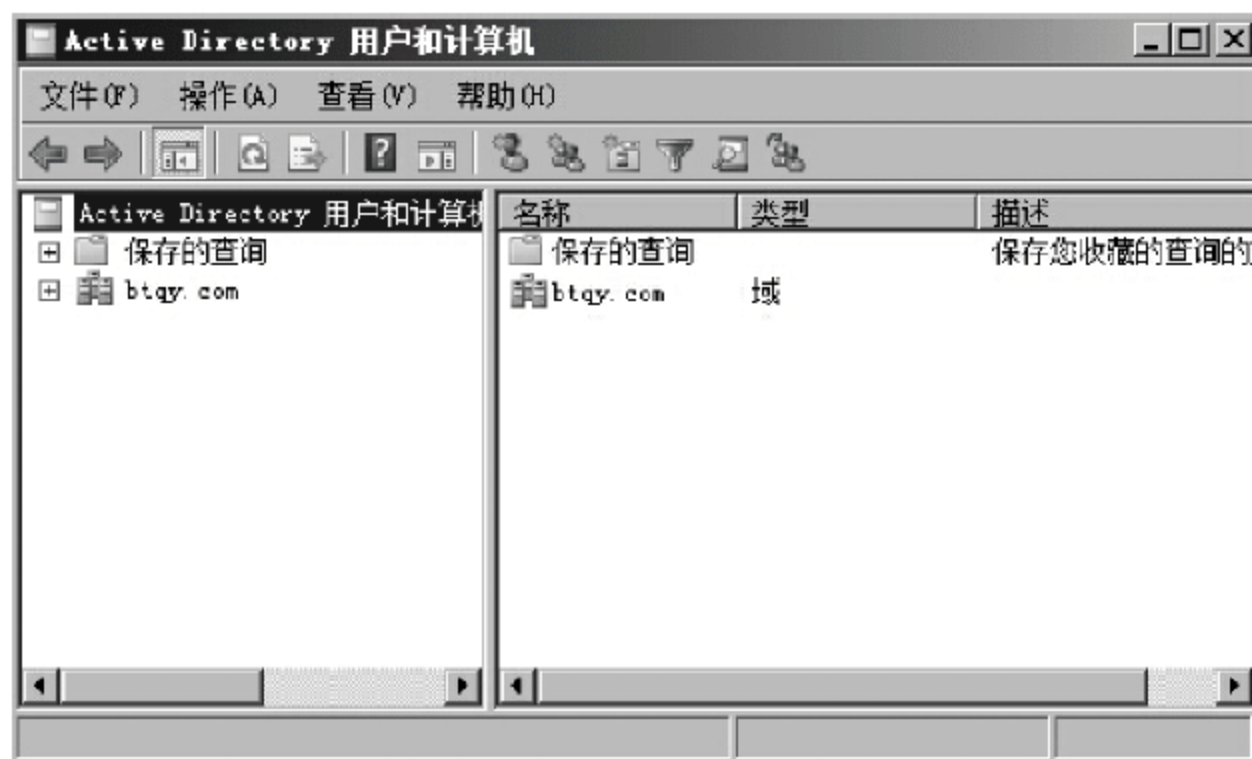 Active Directory 用户和计算机
文件(F) 操作(A) 查看(V) 帮助(H)
Active Directory 用户和计算机
保存的查询
btqy.com
名称 类型 描述
保存的查询 保存您收藏的查询的
btqy.com 域